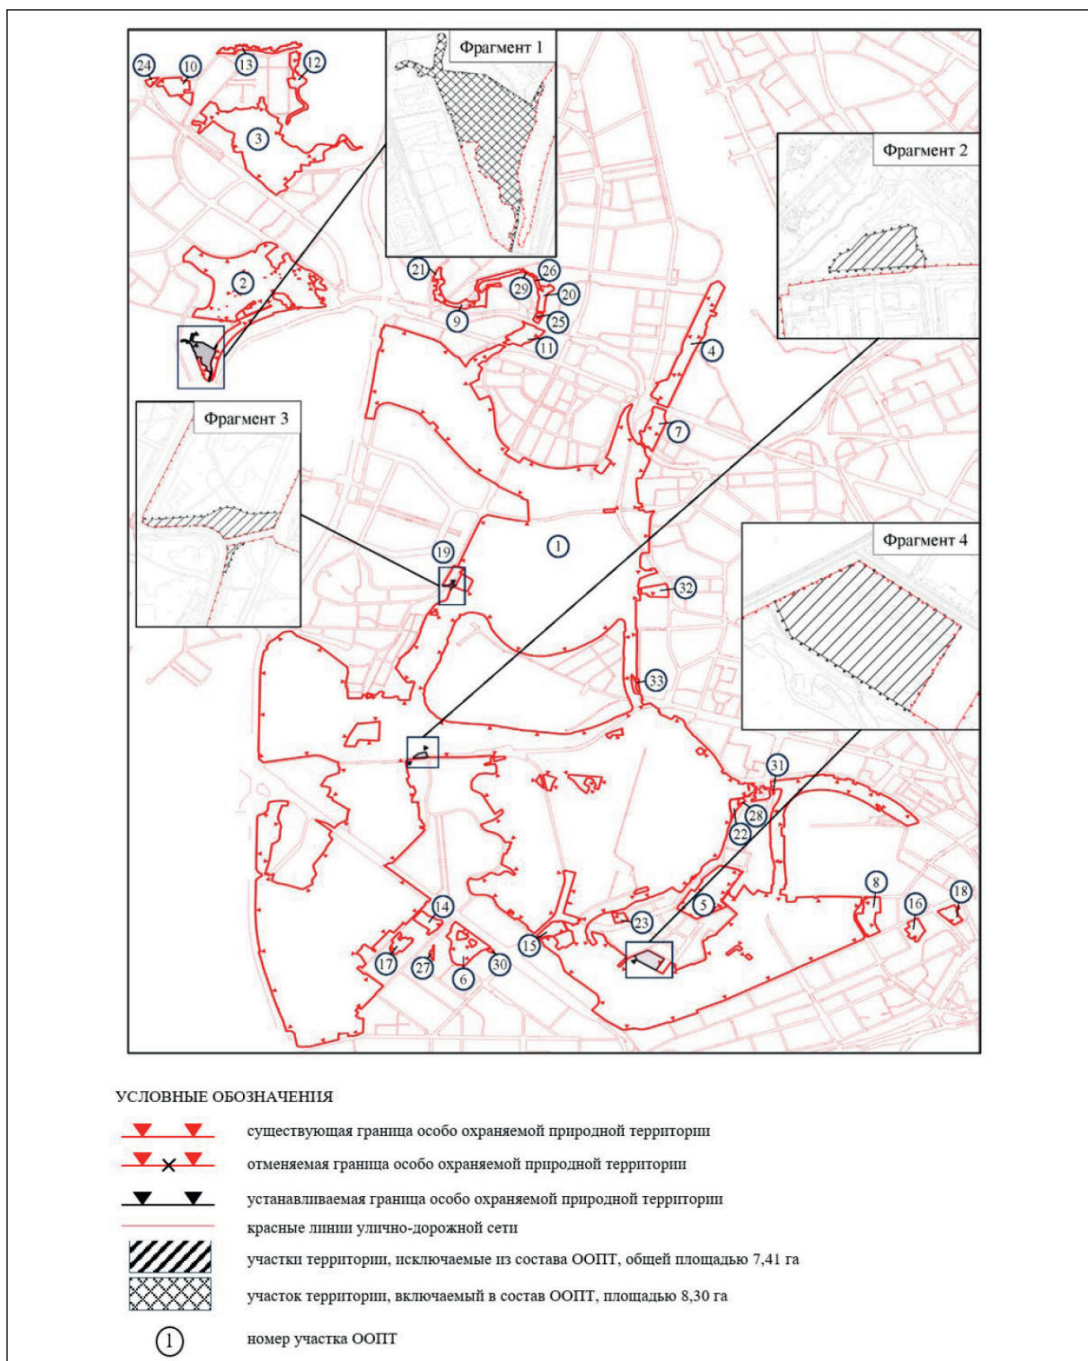 Фрагмент 1
24
10
13
12
3
Фрагмент 2
2
21
26
29
20
9
25
11
4
7
Фрагмент 3
19
1
Фрагмент 4
32
33
31
28
22
8
18
16
5
23
14
15
17
27
6
30
УСЛОВНЫЕ ОБОЗНАЧЕНИЯ
существующая граница особо охраняемой природной территории
отменяемая граница особо охраняемой природной территории
устанавливаемая граница особо охраняемой природной территории
красные линии улично-дорожной сети
участки территории, исключаемые из состава ООПТ, общей площадью 7,41 га
участок территории, включаемый в состав ООПТ, площадью 8,30 га
1
номер участка ООПТ